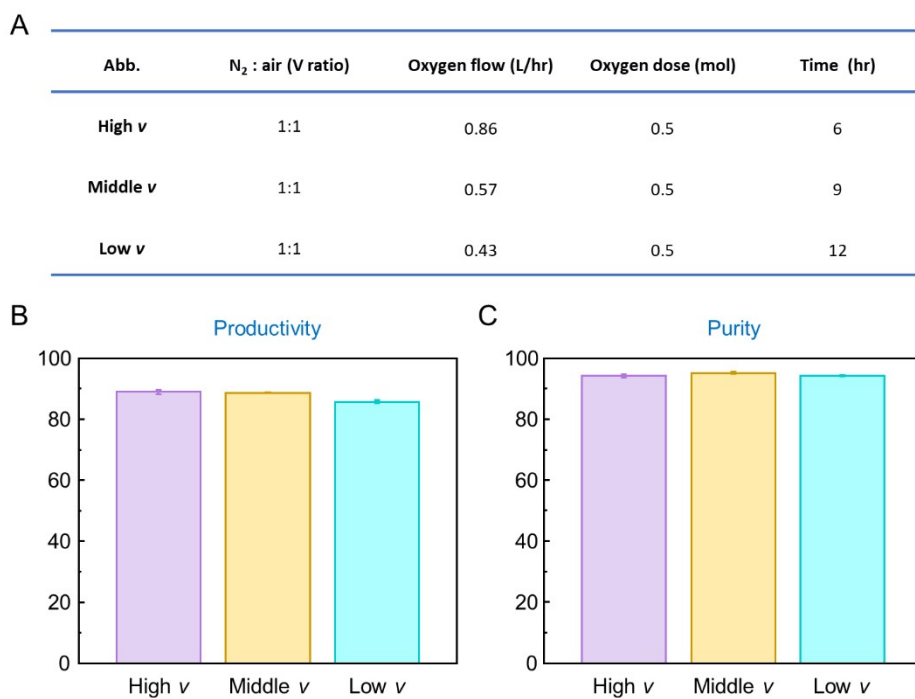 A
Abb. N₂ : air (V ratio) Oxygen flow (L/hr) Oxygen dose (mol) Time (hr)
High v 1:1 0.86 0.5 6
Middle v 1:1 0.57 0.5 9
Low v 1:1 0.43 0.5 12
B
Productivity
100
80
60
40
20
0
High v Middle v Low v
C
Purity
100
80
60
40
20
0
High v Middle v Low v